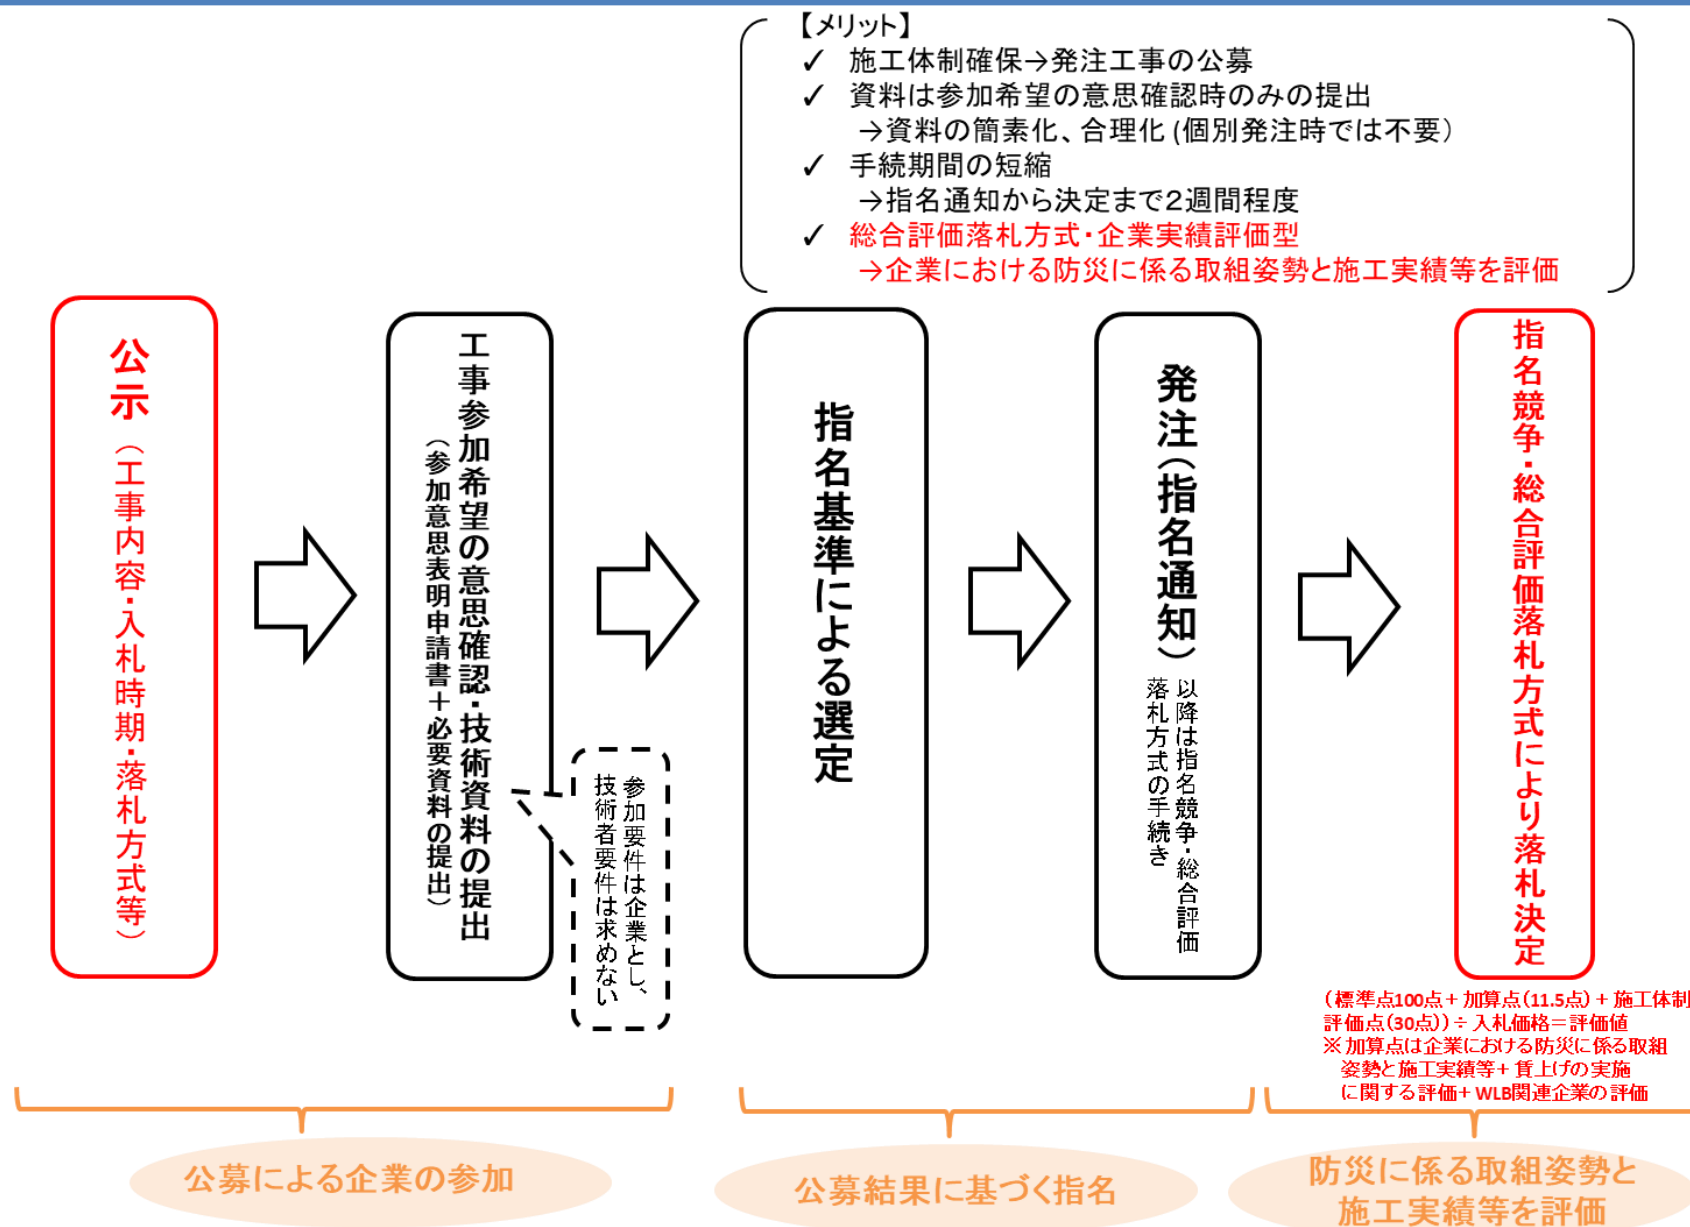 【メリット】
✓ 施工体制確保→発注工事の公募
✓ 資料は参加希望の意思確認時のみの提出
→資料の簡素化、合理化 (個別発注時では不要)
✓ 手続期間の短縮
→指名通知から決定まで2週間程度
✓ 総合評価落札方式・企業実績評価型
→企業における防災に係る取組姿勢と施工実績等を評価
公示（工事内容・入札時期・落札方式等）
工事参加希望の意思確認・技術資料の提出
（参加意思表明申請書＋必要資料の提出）
参加要件は企業とし、
技術者要件は求めない
指名基準による選定
発注（指名通知）
以降は指名競争・総合評価
落札方式の手続き
指名競争・総合評価落札方式により落札決定
(標準点100点＋加算点(11.5点)＋施工体制
評価点(30点))÷入札価格＝評価値
※加算点は企業における防災に係る取組
姿勢と施工実績等＋賃上げの実施
に関する評価＋WLB関連企業の評価
公募による企業の参加
公募結果に基づく指名
防災に係る取組姿勢と
施工実績等を評価